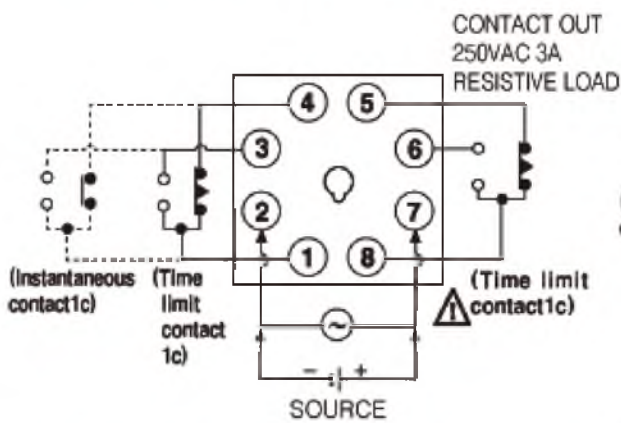 CONTACT OUT
250VAC 3A
RESISTIVE LOAD
4
5
3
6
2
7
1
8
(Instantaneous
contact1c)
(Time
limit
contact
1c)
(Time limit
contact1c)
~
− +
SOURCE